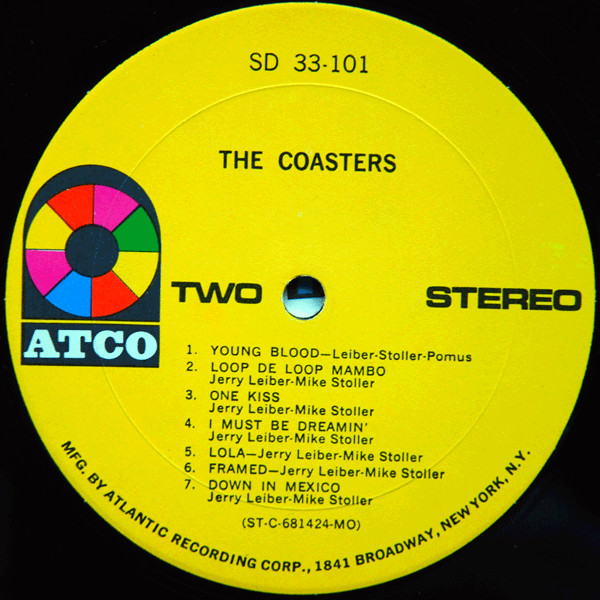 SD 33-101
THE COASTERS
ATCO
TWO
STEREO
1. YOUNG BLOOD—Leiber-Stoller-Pomus
2. LOOP DE LOOP MAMBO
Jerry Leiber-Mike Stoller
3. ONE KISS
Jerry Leiber-Mike Stoller
4. I MUST BE DREAMIN'
Jerry Leiber-Mike Stoller
5. LOLA—Jerry Leiber-Mike Stoller
6. FRAMED—Jerry Leiber-Mike Stoller
7. DOWN IN MEXICO
Jerry Leiber-Mike Stoller
(ST-C-681424-MO)
MFG. BY ATLANTIC RECORDING CORP., 1841 BROADWAY, NEW YORK, N.Y.